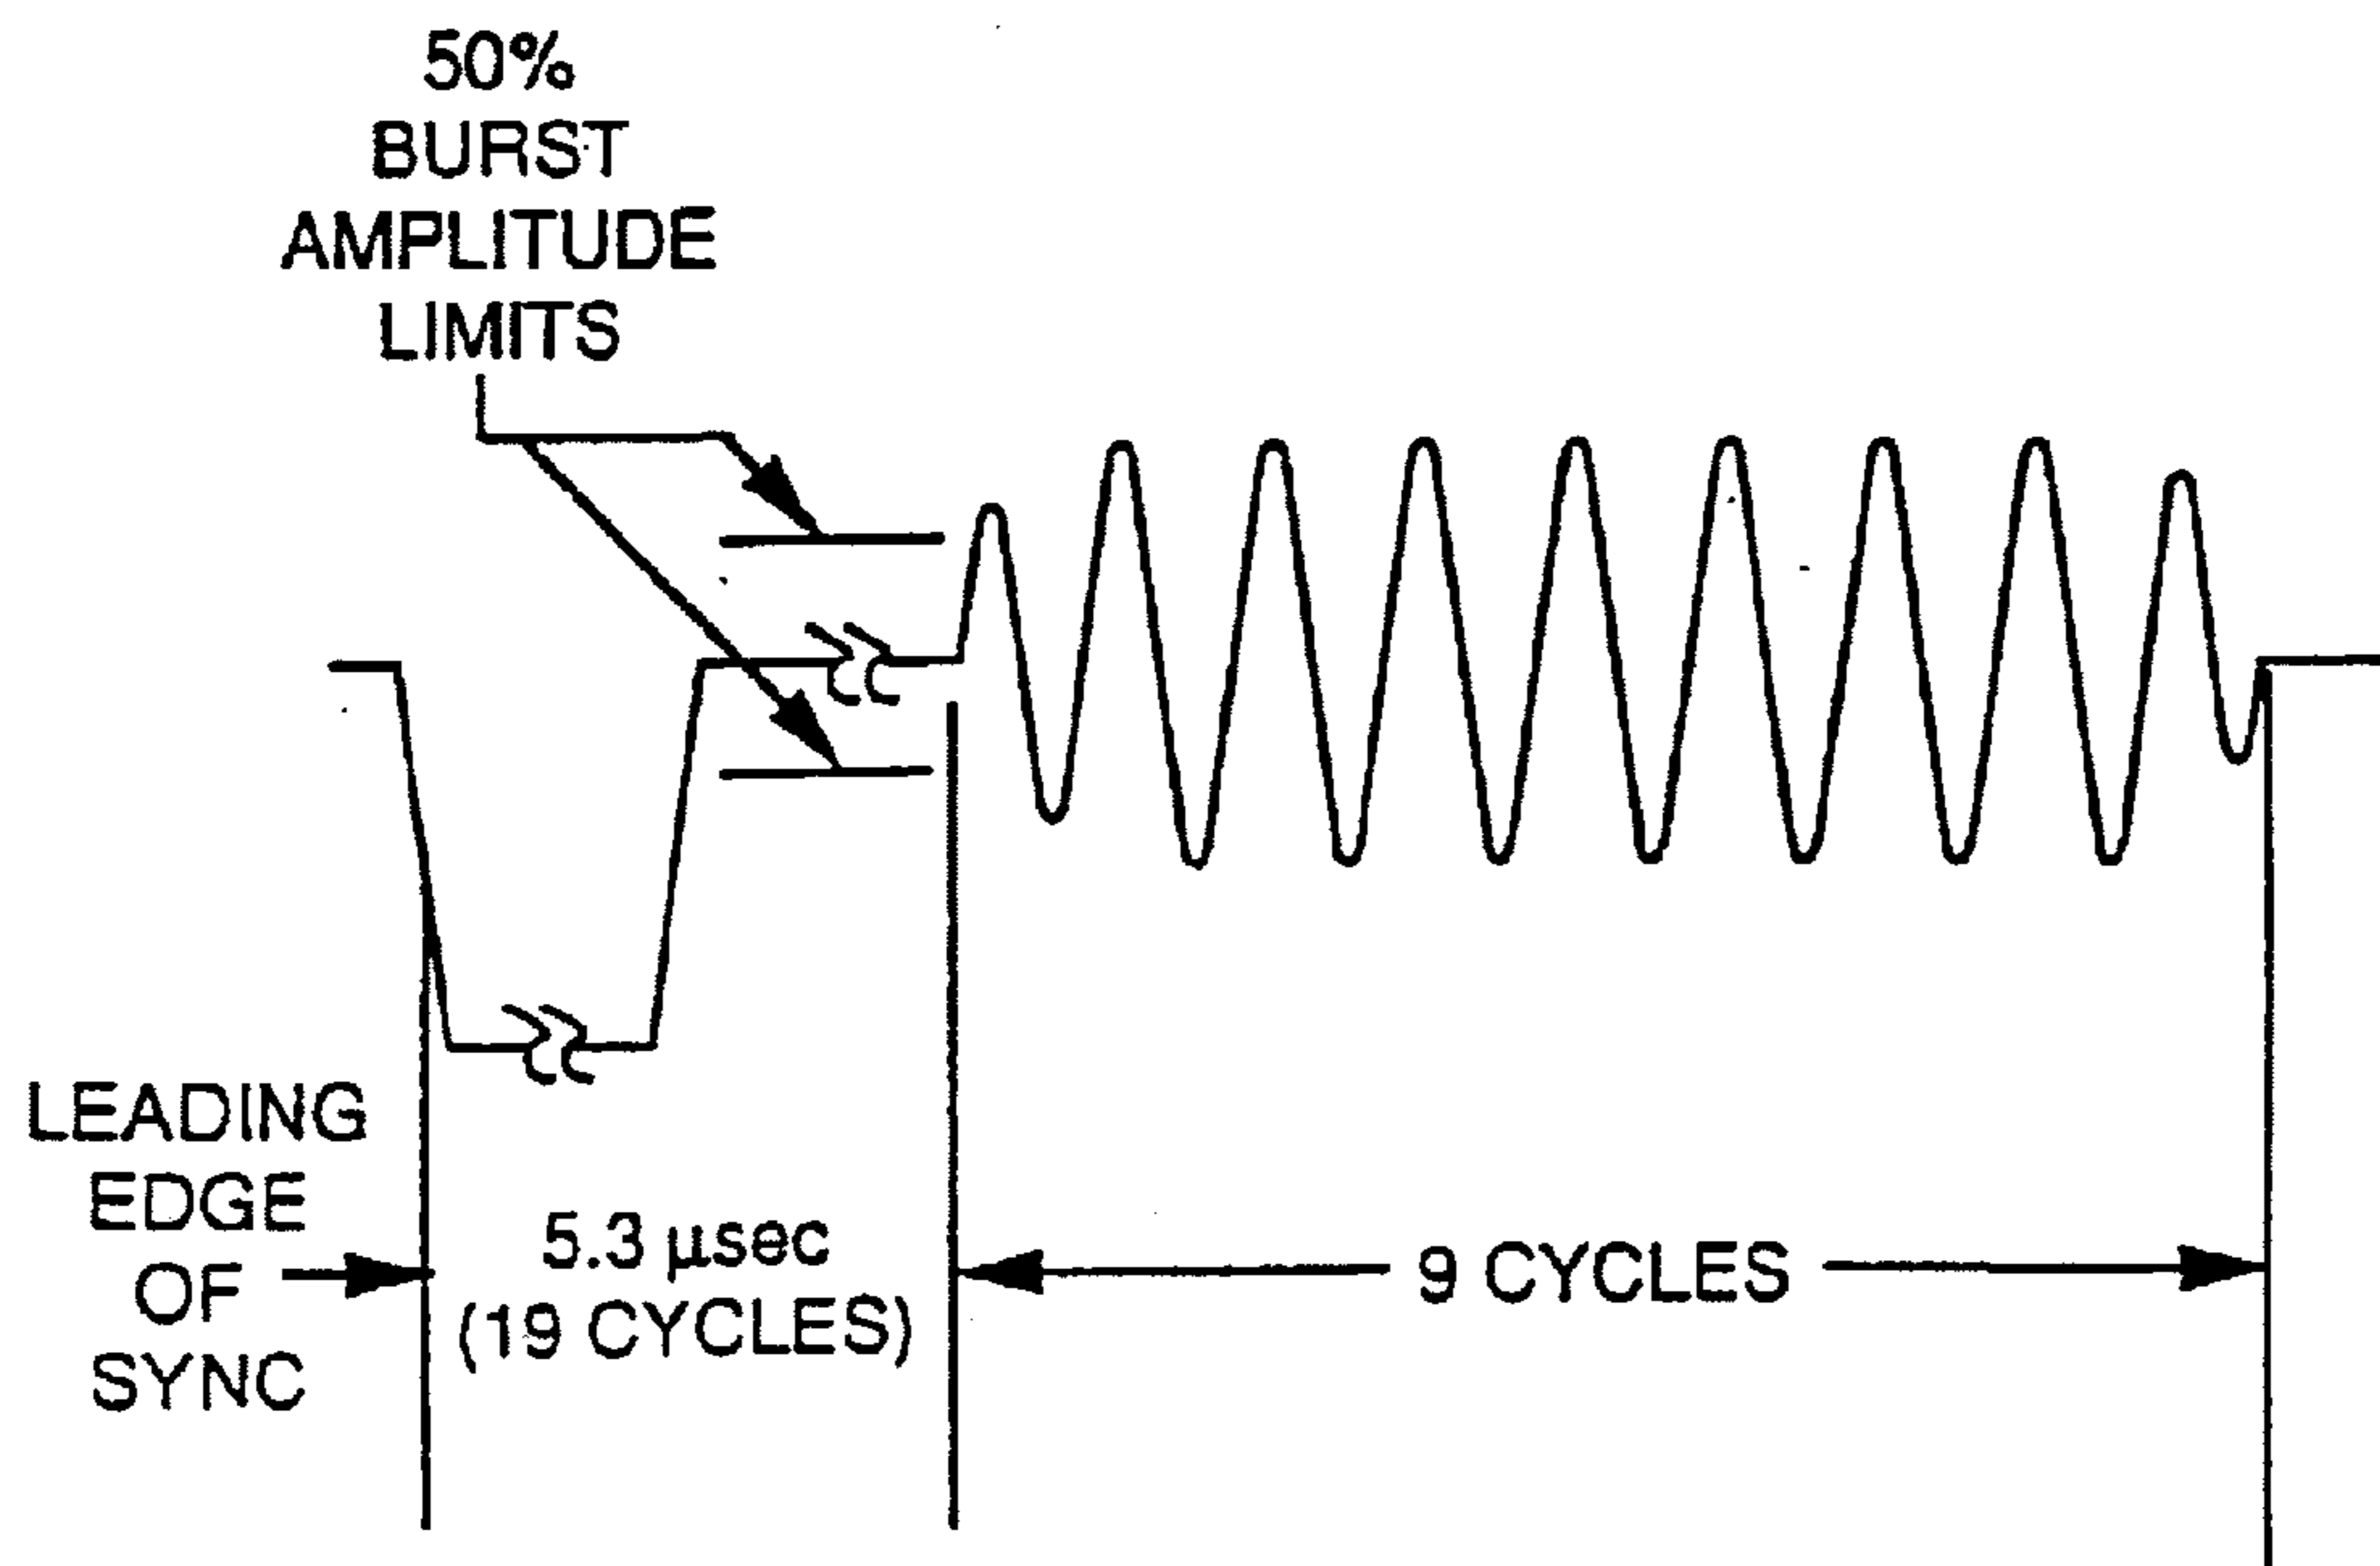 50%
BURST
AMPLITUDE
LIMITS
LEADING
EDGE
OF
SYNC
5.3 µsec
(19 CYCLES)
9 CYCLES